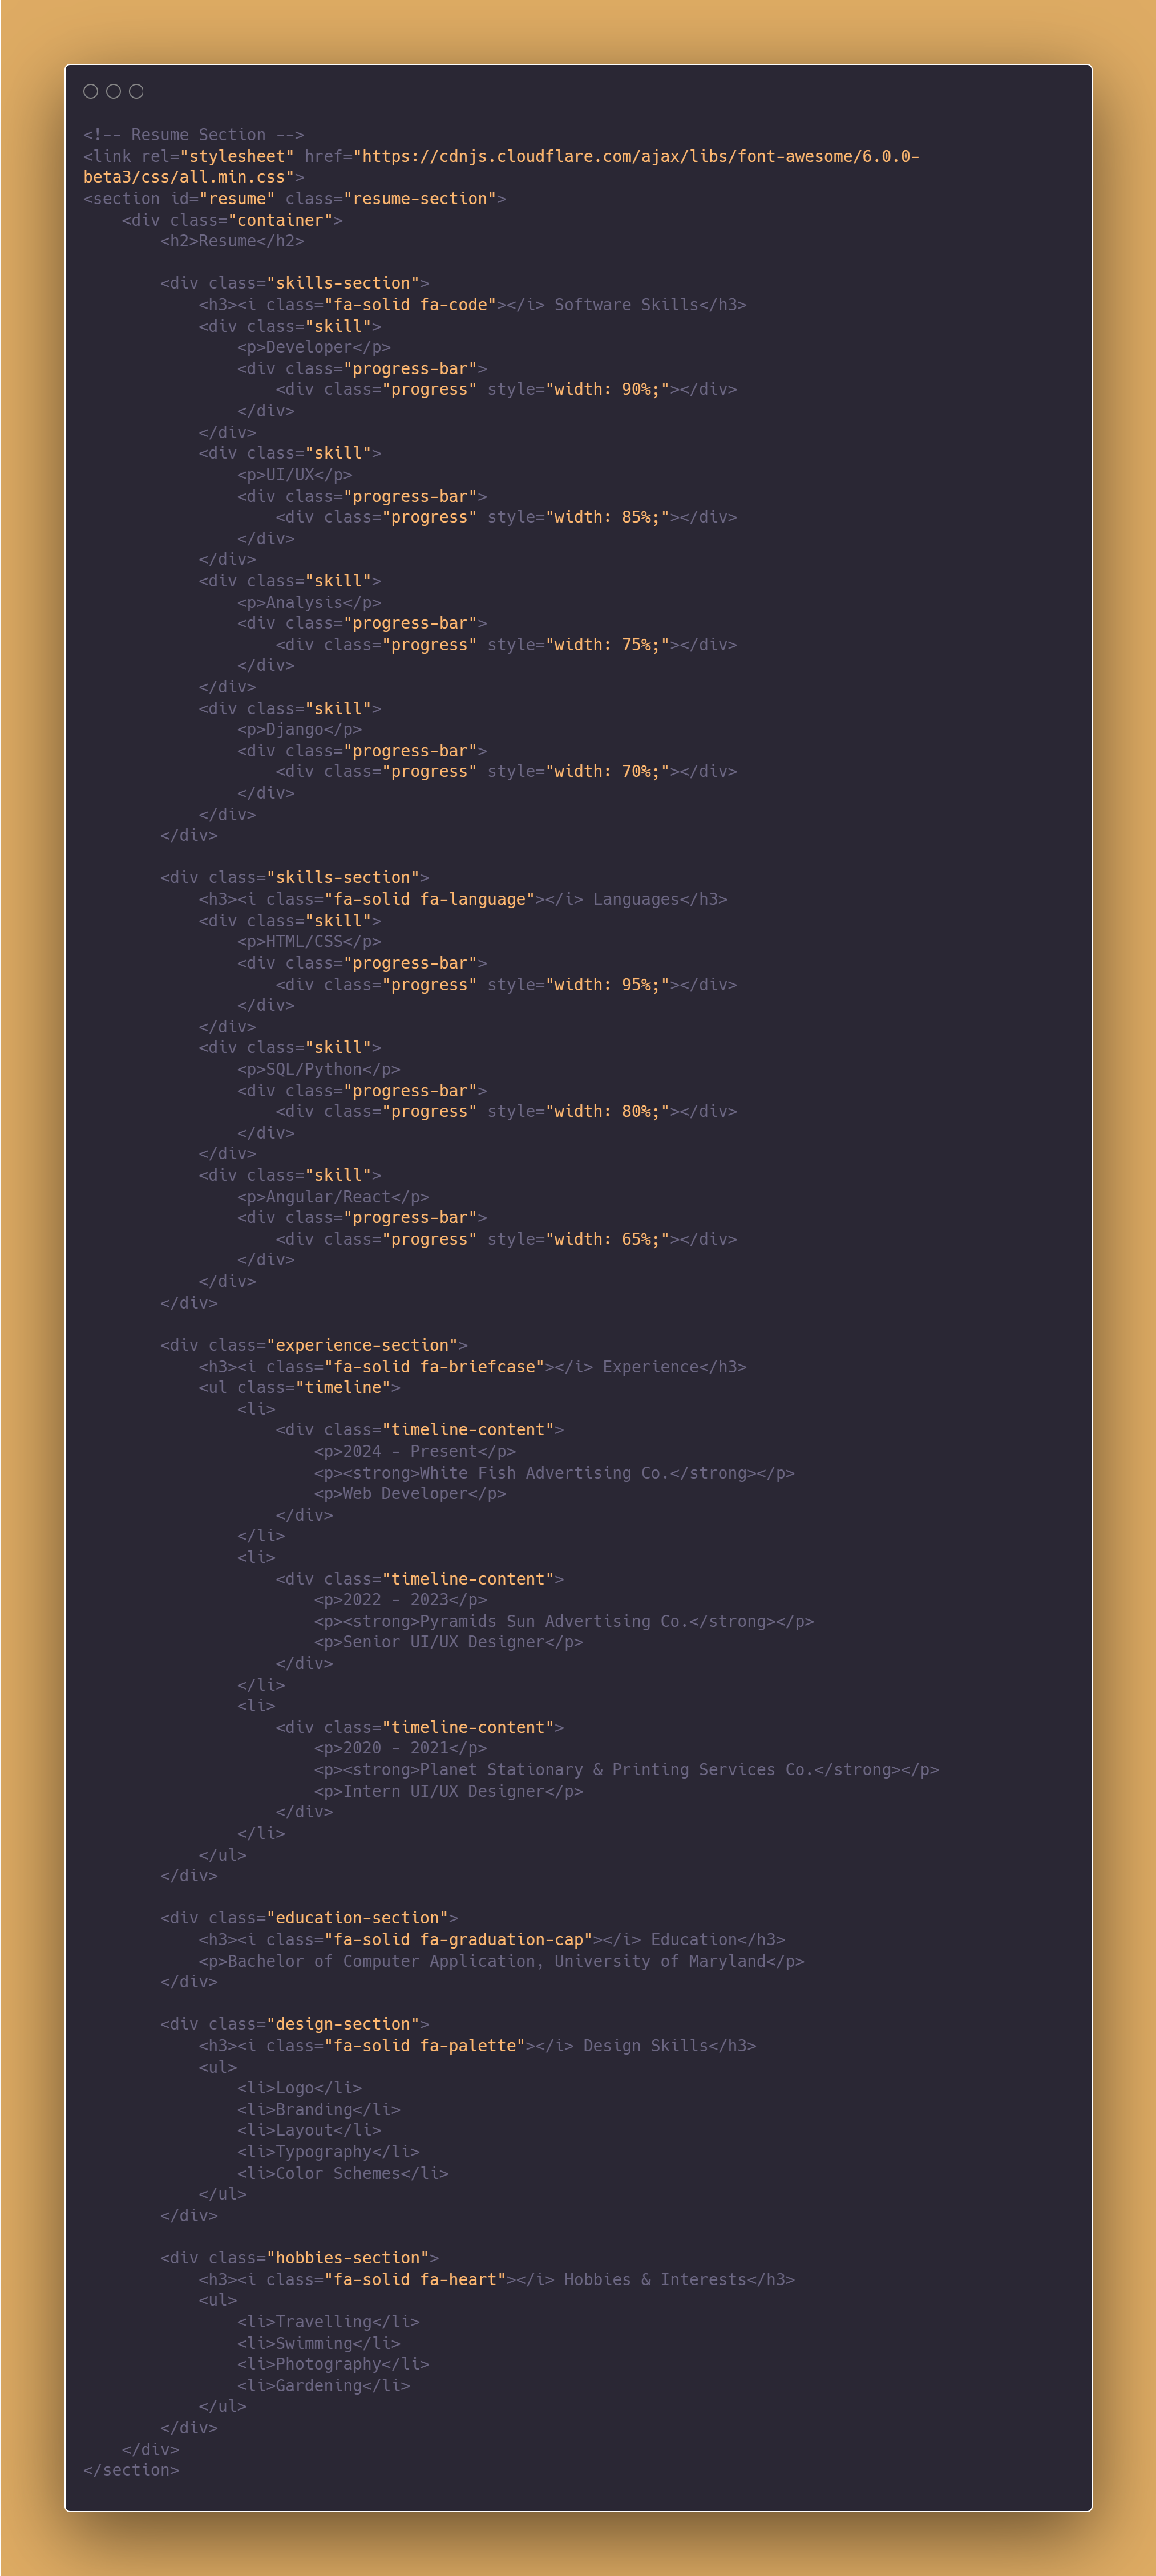 <!-- Resume Section -->
<link rel="stylesheet" href="https://cdnjs.cloudflare.com/ajax/libs/font-awesome/6.0.0-
beta3/css/all.min.css">
<section id="resume" class="resume-section">
    <div class="container">
        <h2>Resume</h2>

        <div class="skills-section">
            <h3><i class="fa-solid fa-code"></i> Software Skills</h3>
            <div class="skill">
                <p>Developer</p>
                <div class="progress-bar">
                    <div class="progress" style="width: 90%;"></div>
                </div>
            </div>
            <div class="skill">
                <p>UI/UX</p>
                <div class="progress-bar">
                    <div class="progress" style="width: 85%;"></div>
                </div>
            </div>
            <div class="skill">
                <p>Analysis</p>
                <div class="progress-bar">
                    <div class="progress" style="width: 75%;"></div>
                </div>
            </div>
            <div class="skill">
                <p>Django</p>
                <div class="progress-bar">
                    <div class="progress" style="width: 70%;"></div>
                </div>
            </div>
        </div>

        <div class="skills-section">
            <h3><i class="fa-solid fa-language"></i> Languages</h3>
            <div class="skill">
                <p>HTML/CSS</p>
                <div class="progress-bar">
                    <div class="progress" style="width: 95%;"></div>
                </div>
            </div>
            <div class="skill">
                <p>SQL/Python</p>
                <div class="progress-bar">
                    <div class="progress" style="width: 80%;"></div>
                </div>
            </div>
            <div class="skill">
                <p>Angular/React</p>
                <div class="progress-bar">
                    <div class="progress" style="width: 65%;"></div>
                </div>
            </div>
        </div>

        <div class="experience-section">
            <h3><i class="fa-solid fa-briefcase"></i> Experience</h3>
            <ul class="timeline">
                <li>
                    <div class="timeline-content">
                        <p>2024 - Present</p>
                        <p><strong>White Fish Advertising Co.</strong></p>
                        <p>Web Developer</p>
                    </div>
                </li>
                <li>
                    <div class="timeline-content">
                        <p>2022 - 2023</p>
                        <p><strong>Pyramids Sun Advertising Co.</strong></p>
                        <p>Senior UI/UX Designer</p>
                    </div>
                </li>
                <li>
                    <div class="timeline-content">
                        <p>2020 - 2021</p>
                        <p><strong>Planet Stationary & Printing Services Co.</strong></p>
                        <p>Intern UI/UX Designer</p>
                    </div>
                </li>
            </ul>
        </div>

        <div class="education-section">
            <h3><i class="fa-solid fa-graduation-cap"></i> Education</h3>
            <p>Bachelor of Computer Application, University of Maryland</p>
        </div>

        <div class="design-section">
            <h3><i class="fa-solid fa-palette"></i> Design Skills</h3>
            <ul>
                <li>Logo</li>
                <li>Branding</li>
                <li>Layout</li>
                <li>Typography</li>
                <li>Color Schemes</li>
            </ul>
        </div>

        <div class="hobbies-section">
            <h3><i class="fa-solid fa-heart"></i> Hobbies & Interests</h3>
            <ul>
                <li>Travelling</li>
                <li>Swimming</li>
                <li>Photography</li>
                <li>Gardening</li>
            </ul>
        </div>
    </div>
</section>